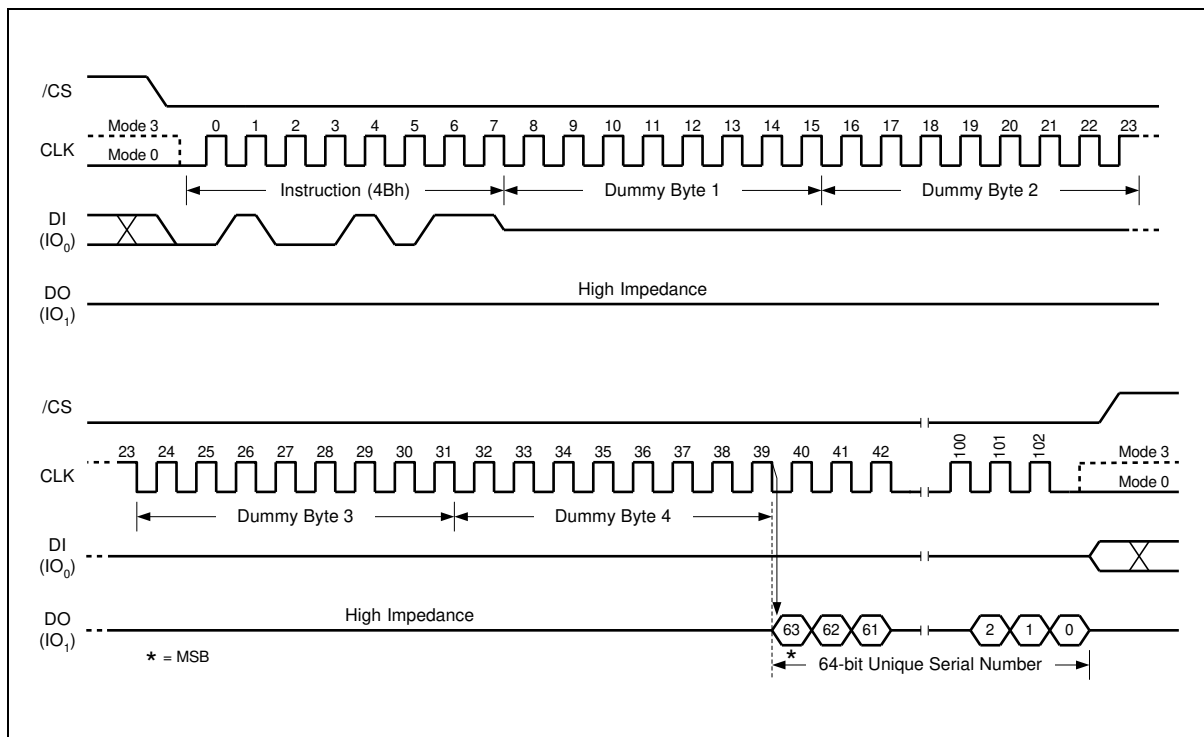 /CS
Mode 3
0 1 2 3 4 5 6 7 8 9 10 11 12 13 14 15 16 17 18 19 20 21 22 23
CLK
Mode 0
Instruction (4Bh)
Dummy Byte 1
Dummy Byte 2
DI
(IO0)
High Impedance
DO
(IO1)
/CS
23 24 25 26 27 28 29 30 31 32 33 34 35 36 37 38 39 40 41 42 100 101 102
Mode 3
CLK
Mode 0
Dummy Byte 3
Dummy Byte 4
DI
(IO0)
High Impedance
DO
(IO1)
63 62 61 2 1 0
* = MSB
*
64-bit Unique Serial Number